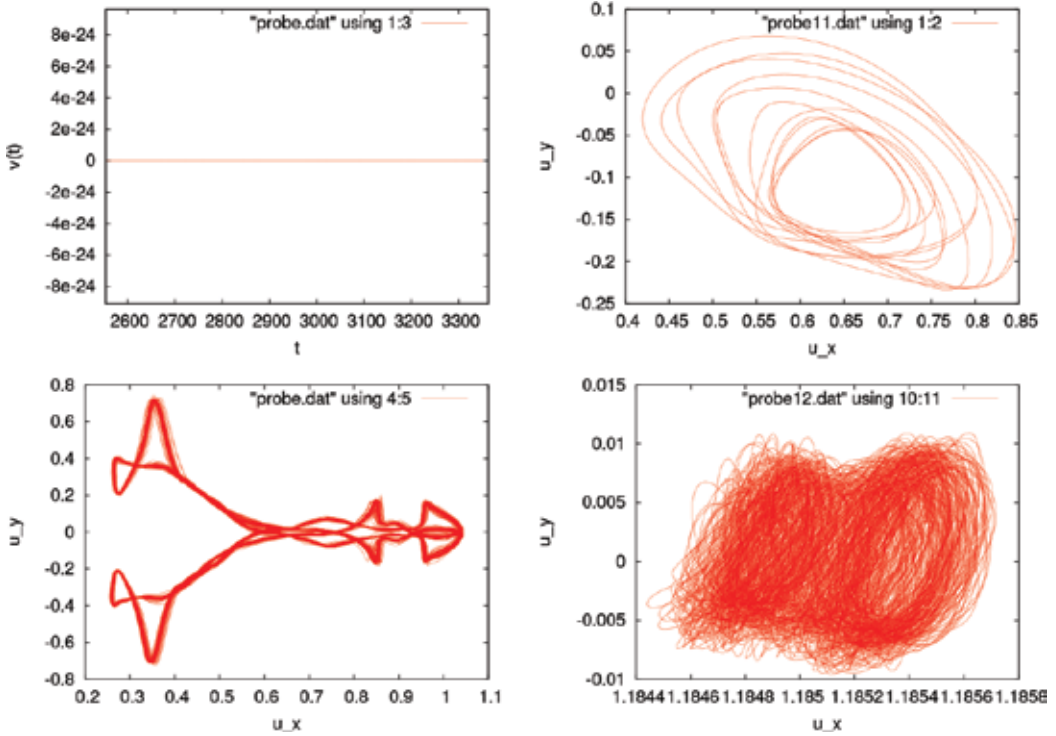 "probe.dat" using 1:3
8e-24
6e-24
4e-24
2e-24
0
-2e-24
-4e-24
-6e-24
-8e-24
v(t)
2600 2700 2800 2900 3000 3100 3200 3300
t
"probe11.dat" using 1:2
0.1
0.05
0
-0.05
-0.1
-0.15
-0.2
-0.25
u_y
0.4 0.45 0.5 0.55 0.6 0.65 0.7 0.75 0.8 0.85
u_x
"probe.dat" using 4:5
0.8
0.6
0.4
0.2
0
-0.2
-0.4
-0.6
-0.8
u_y
0.2 0.3 0.4 0.5 0.6 0.7 0.8 0.9 1 1.1
u_x
"probe12.dat" using 10:11
0.015
0.01
0.005
0
-0.005
-0.01
u_y
1.1844 1.1846 1.1848 1.185 1.1852 1.1854 1.1856 1.1858
u_x